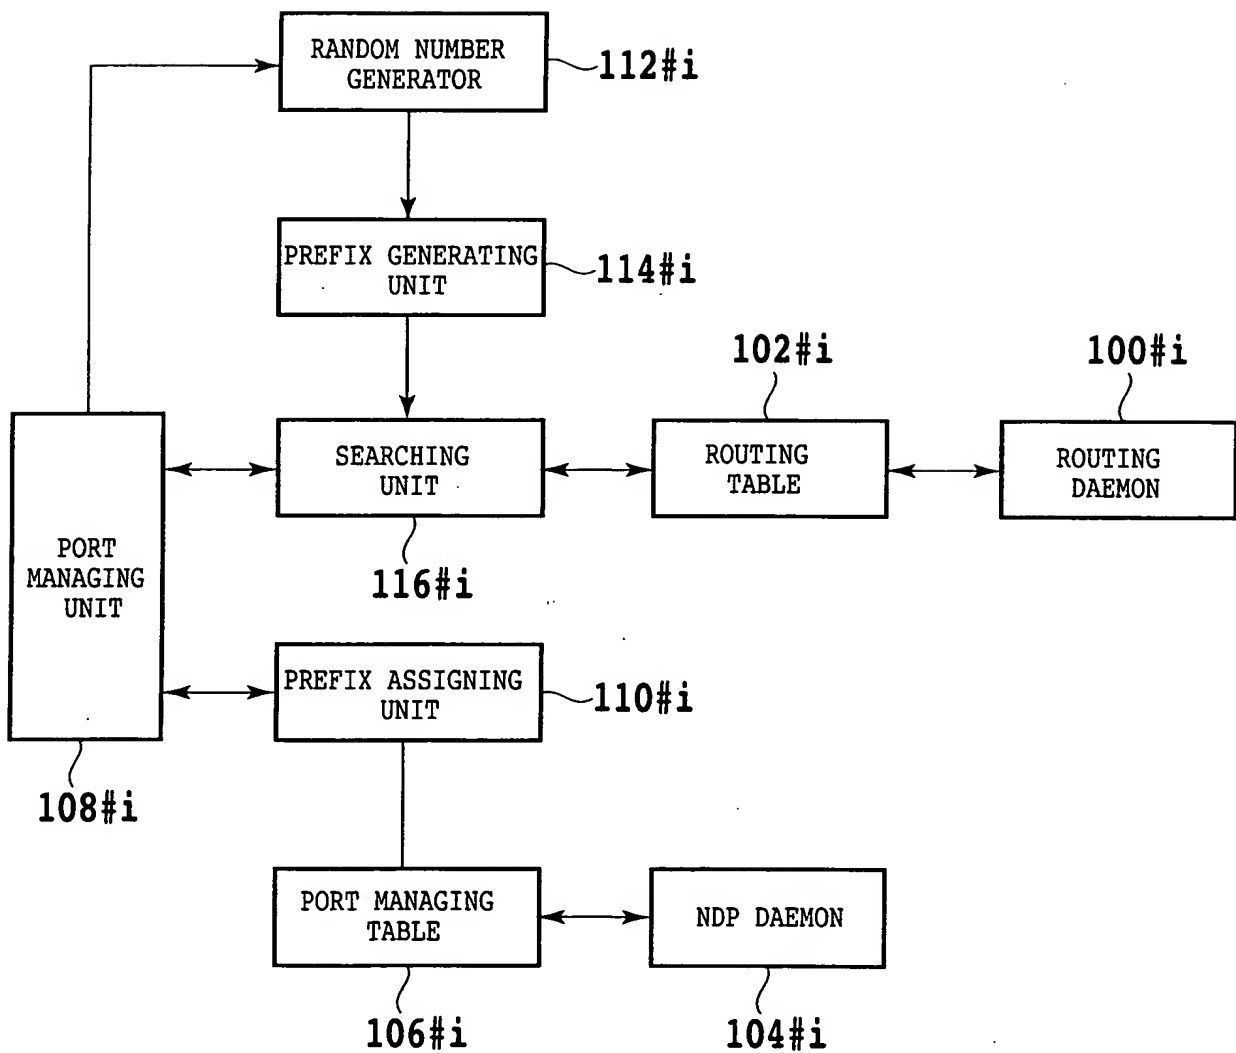 RANDOM NUMBER
GENERATOR
112#i
PREFIX GENERATING
UNIT
114#i
102#i
100#i
SEARCHING
UNIT
ROUTING
TABLE
ROUTING
DAEMON
116#i
PORT
MANAGING
UNIT
PREFIX ASSIGNING
UNIT
110#i
108#i
PORT MANAGING
TABLE
NDP DAEMON
106#i
104#i